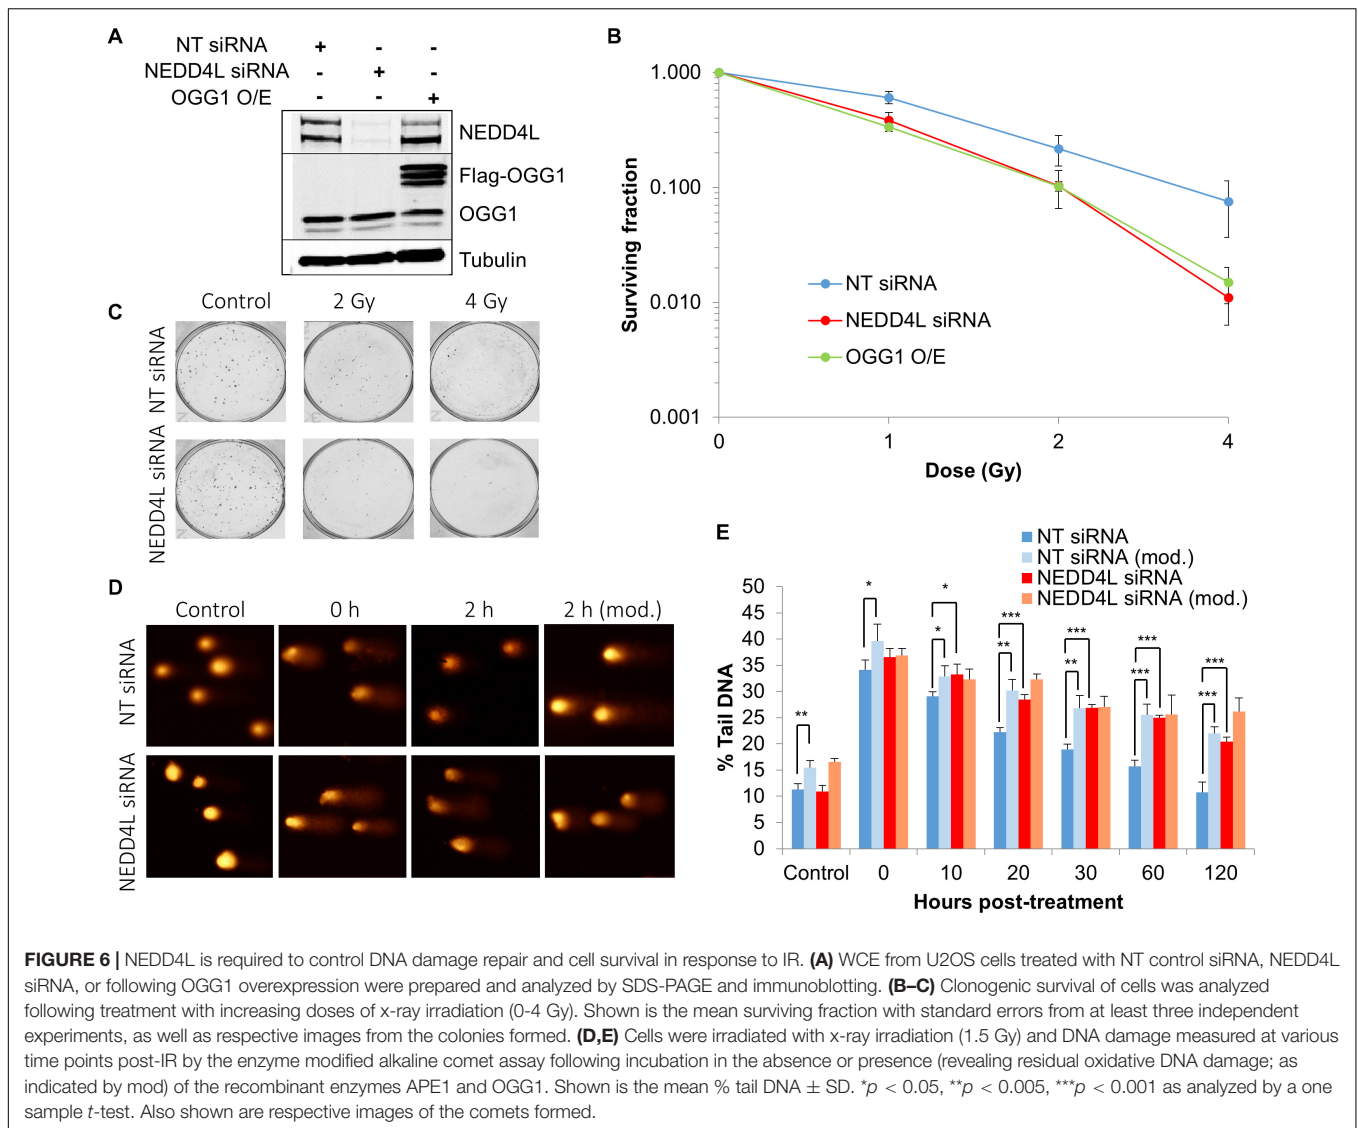 A
NT siRNA + - -
NEDD4L siRNA - + -
OGG1 O/E - - +
NEDD4L
Flag-OGG1
OGG1
Tubulin
B
Surviving fraction
1.000
0.100
0.010
0.001
NT siRNA
NEDD4L siRNA
OGG1 O/E
0 1 2 4
Dose (Gy)
C
Control 2 Gy 4 Gy
NT siRNA
NEDD4L siRNA
D
Control 0 h 2 h 2 h (mod.)
NT siRNA
NEDD4L siRNA
E
NT siRNA
NT siRNA (mod.)
NEDD4L siRNA
NEDD4L siRNA (mod.)
% Tail DNA
50
45
40
35
30
25
20
15
10
5
0
** * * * *** ** *** ** *** *** *** ***
Control 0 10 20 30 60 120
Hours post-treatment
FIGURE 6 | NEDD4L is required to control DNA damage repair and cell survival in response to IR. (A) WCE from U2OS cells treated with NT control siRNA, NEDD4L
siRNA, or following OGG1 overexpression were prepared and analyzed by SDS-PAGE and immunoblotting. (B–C) Clonogenic survival of cells was analyzed
following treatment with increasing doses of x-ray irradiation (0-4 Gy). Shown is the mean surviving fraction with standard errors from at least three independent
experiments, as well as respective images from the colonies formed. (D,E) Cells were irradiated with x-ray irradiation (1.5 Gy) and DNA damage measured at various
time points post-IR by the enzyme modified alkaline comet assay following incubation in the absence or presence (revealing residual oxidative DNA damage; as
indicated by mod) of the recombinant enzymes APE1 and OGG1. Shown is the mean % tail DNA ± SD. *p < 0.05, **p < 0.005, ***p < 0.001 as analyzed by a one
sample t-test. Also shown are respective images of the comets formed.